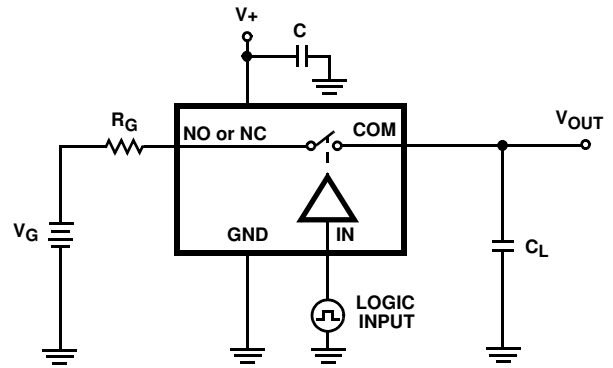 V+
C
RG
NO or NC
COM
VOUT
VG
GND
IN
CL
LOGIC
INPUT